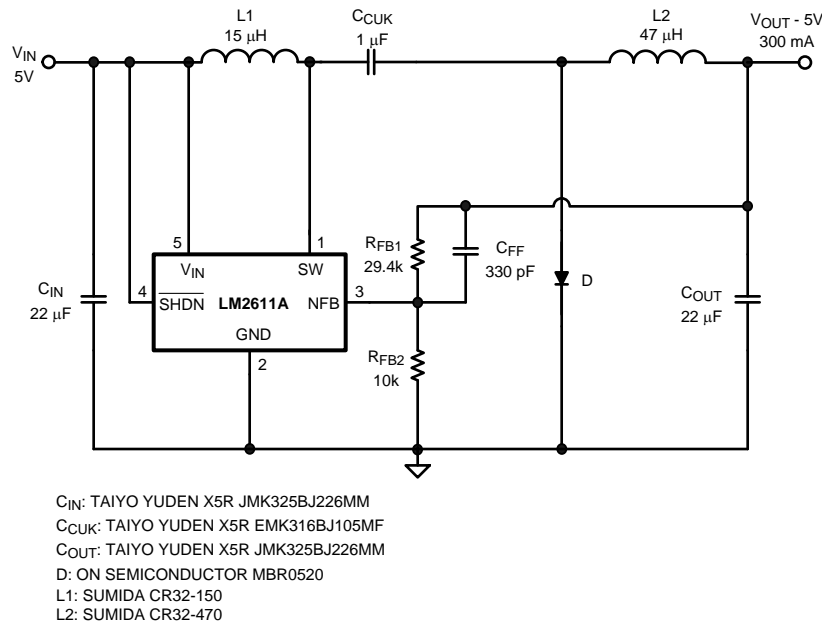 L1
15 μH
CCUK
1 μF
L2
47 μH
VOUT - 5V
300 mA
VIN
5V
5
1
VIN
SW
RFB1
29.4k
CFF
330 pF
D
CIN
22 μF
4
SHDN
LM2611A
NFB
3
COUT
22 μF
GND
2
RFB2
10k
CIN: TAIYO YUDEN X5R JMK325BJ226MM
CCUK: TAIYO YUDEN X5R EMK316BJ105MF
COUT: TAIYO YUDEN X5R JMK325BJ226MM
D: ON SEMICONDUCTOR MBR0520
L1: SUMIDA CR32-150
L2: SUMIDA CR32-470